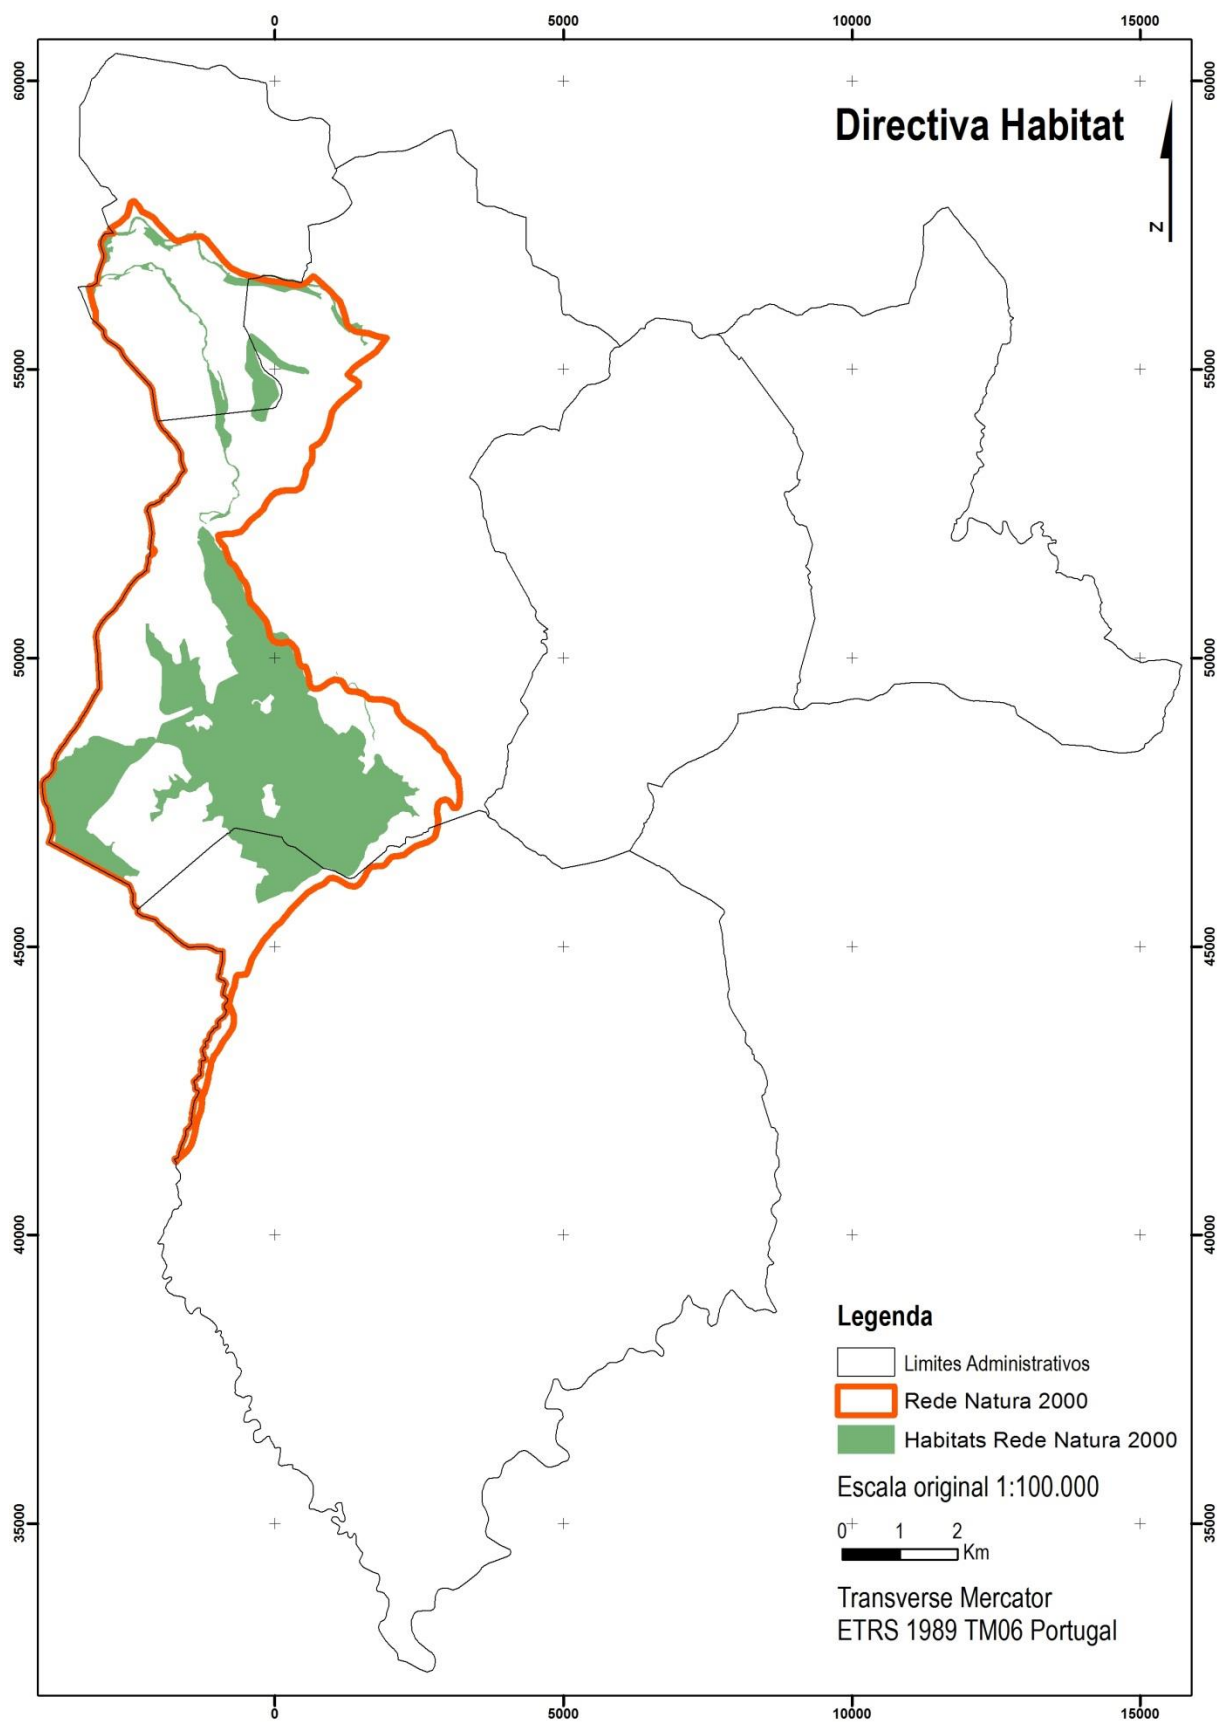 0 5000 10000 15000
60000 60000
Directiva Habitat
N
55000 55000
50000 50000
45000 45000
40000 40000
Legenda
Limites Administrativos
Rede Natura 2000
Habitats Rede Natura 2000
Escala original 1:100.000
35000 35000
0 1 2
Km
Transverse Mercator
ETRS 1989 TM06 Portugal
0 5000 10000 15000